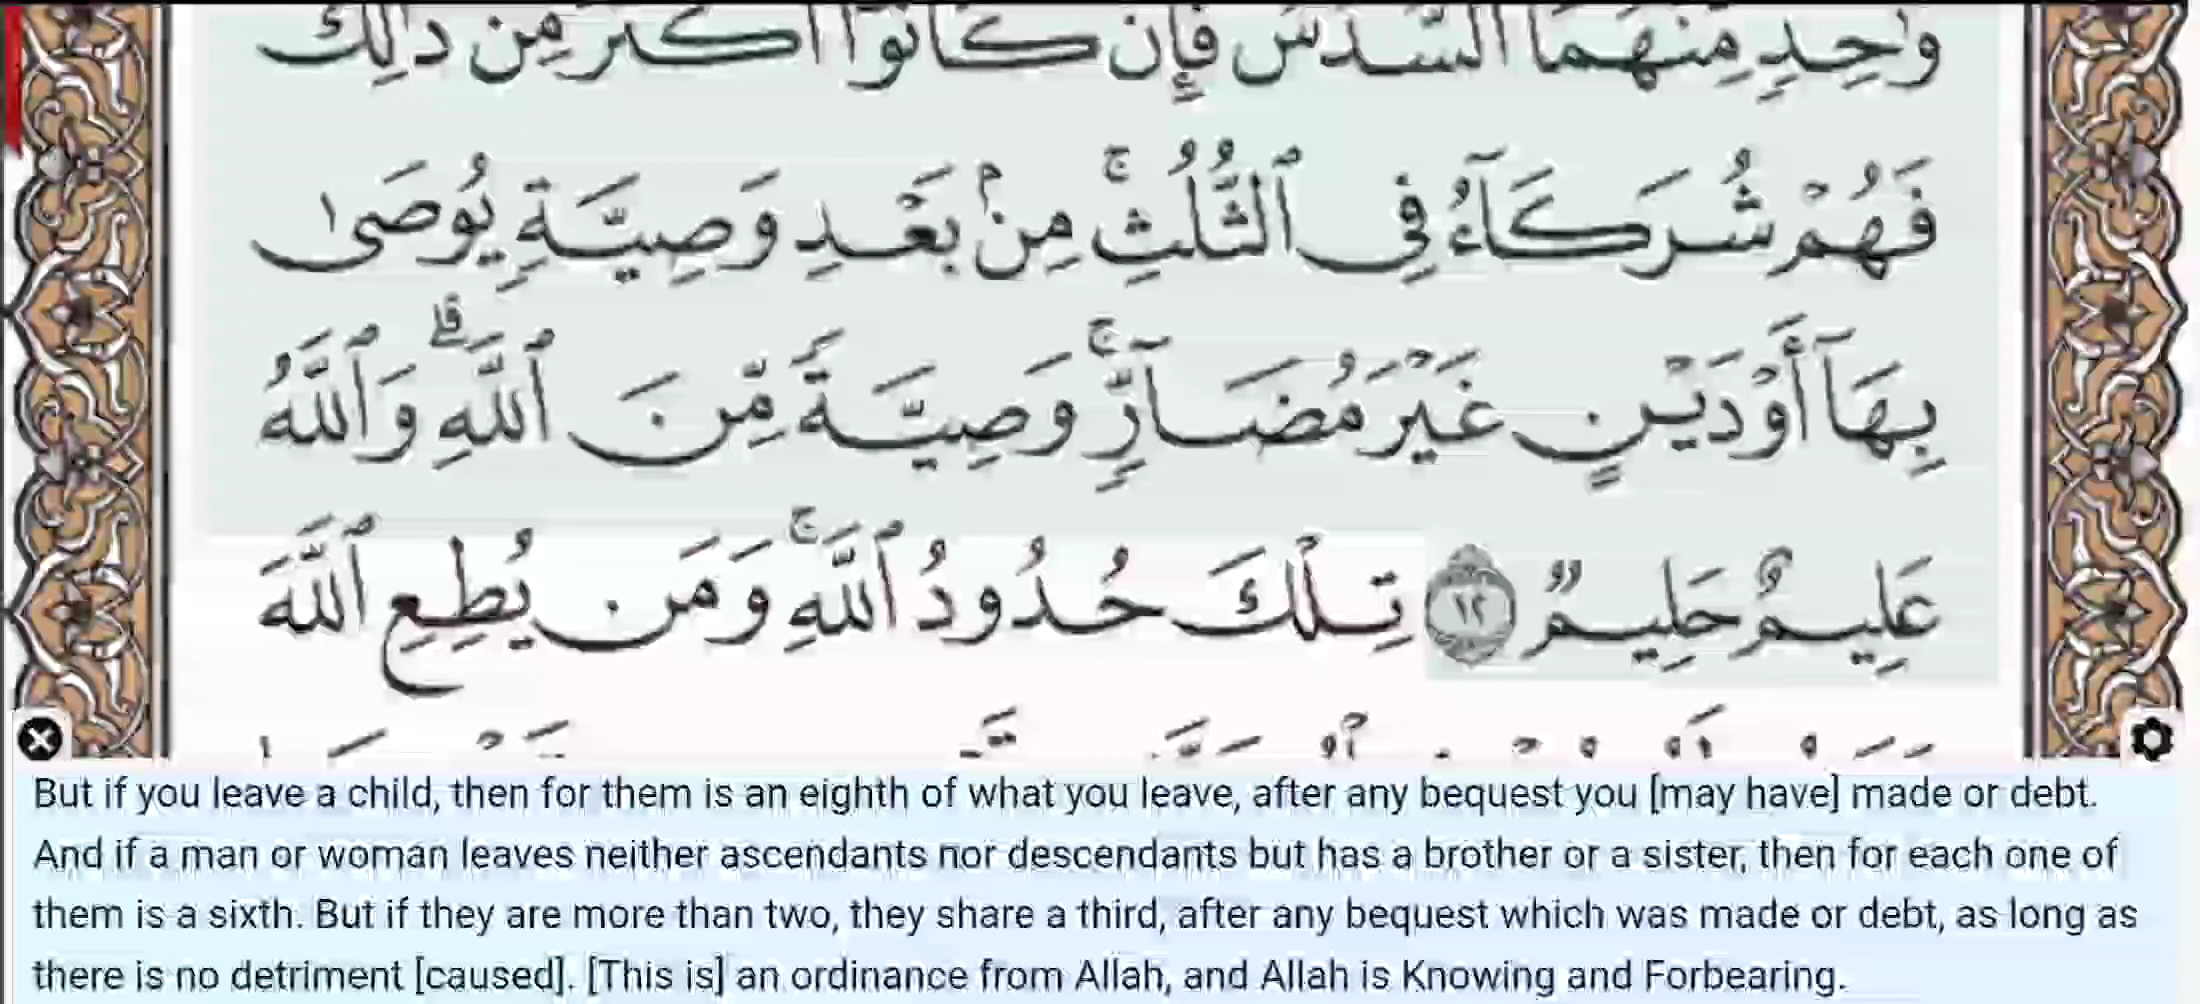 وَٰحِدٍ مِّنْهُمَا ٱلسُّدُسُ فَإِن كَانُوٓا۟ أَكْثَرَ مِن ذَٰلِكَ
فَهُمْ شُرَكَآءُ فِى ٱلثُّلُثِ ۚ مِنۢ بَعْدِ وَصِيَّةٍ يُوصَىٰ
بِهَآ أَوْ دَيْنٍ غَيْرَ مُضَآرٍّ ۚ وَصِيَّةً مِّنَ ٱللَّهِ ۗ وَٱللَّهُ
عَلِيمٌ حَلِيمٌ ١٢ تِلْكَ حُدُودُ ٱللَّهِ ۚ وَمَن يُطِعِ ٱللَّهَ
But if you leave a child, then for them is an eighth of what you leave, after any bequest you [may have] made or debt.
And if a man or woman leaves neither ascendants nor descendants but has a brother or a sister, then for each one of
them is a sixth. But if they are more than two, they share a third, after any bequest which was made or debt, as long as
there is no detriment [caused]. [This is] an ordinance from Allah, and Allah is Knowing and Forbearing.